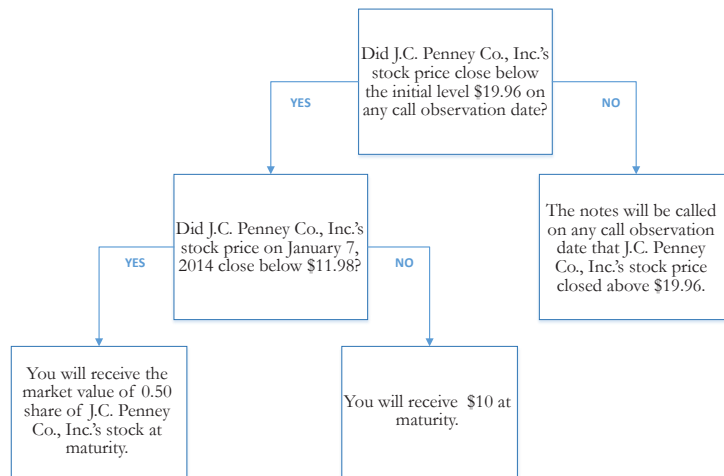 Did J.C. Penney Co., Inc.'s
stock price close below
the initial level $19.96 on
any call observation date?
YES
NO
Did J.C. Penney Co., Inc.'s
stock price on January 7,
2014 close below $11.98?
The notes will be called
on any call observation
date that J.C. Penney
Co., Inc.'s stock price
closed above $19.96.
YES
NO
You will receive the
market value of 0.50
share of J.C. Penney
Co., Inc.'s stock at
maturity.
You will receive $10 at
maturity.